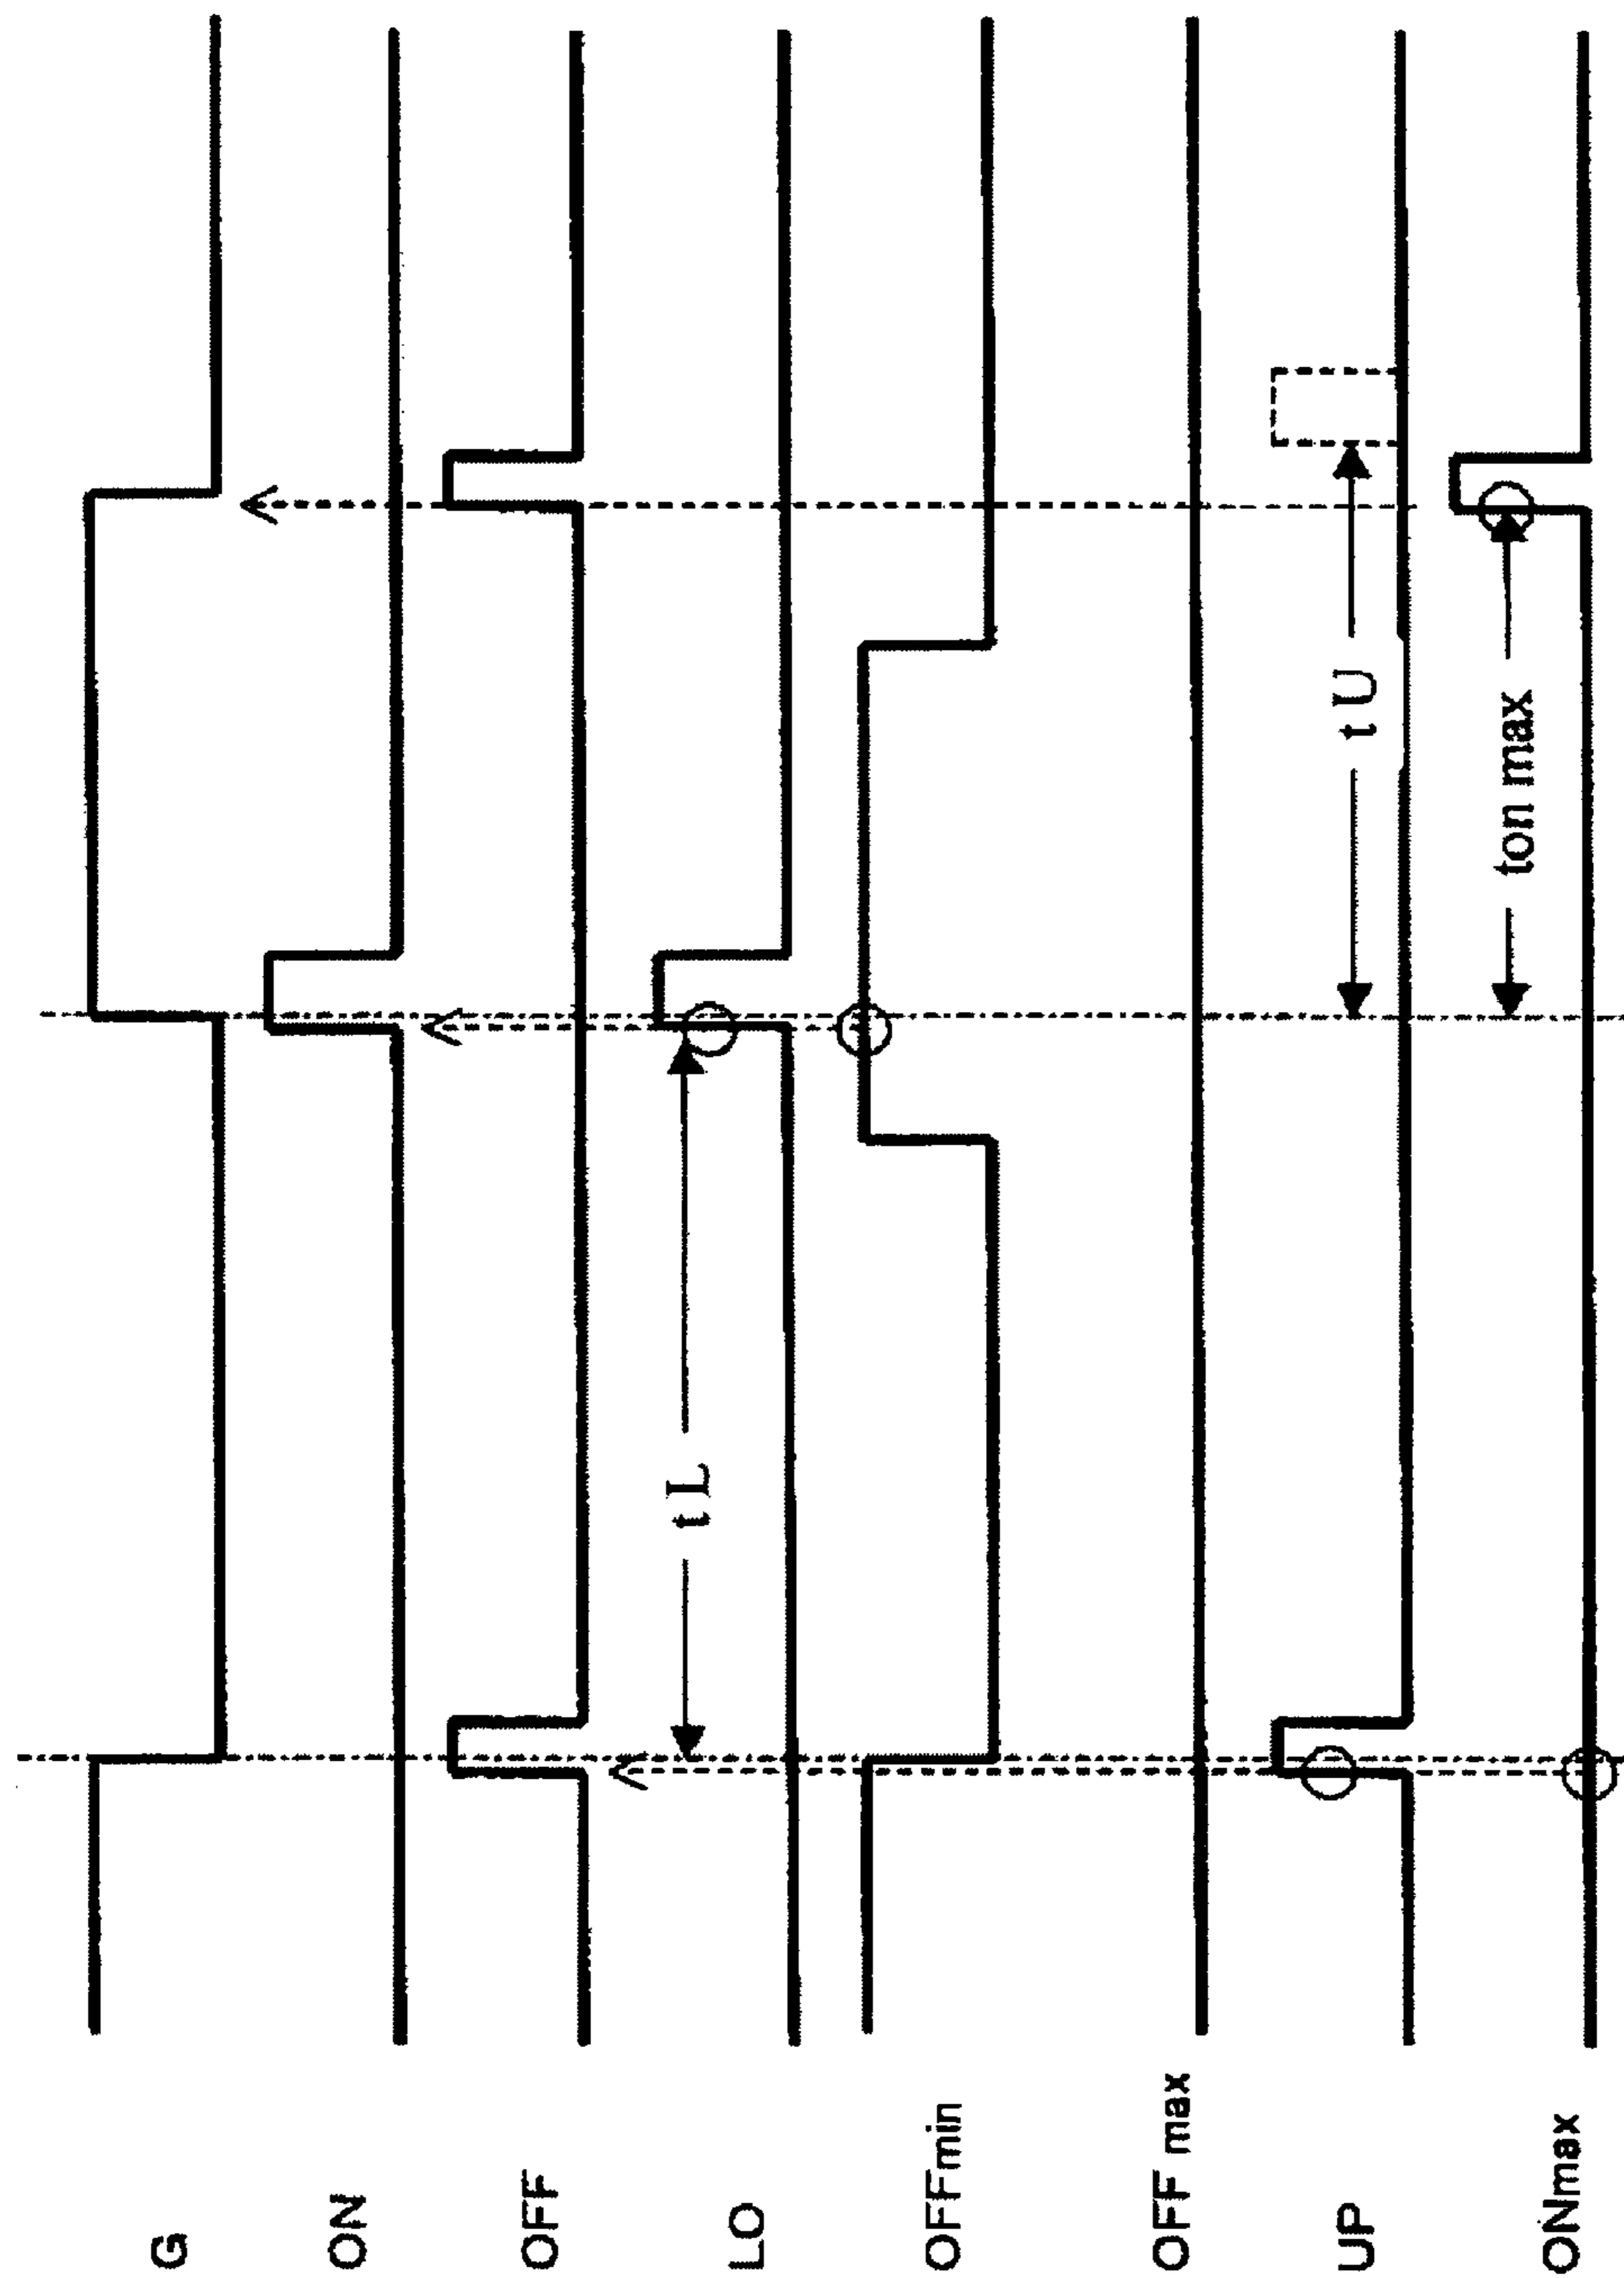 G
ON
OFF
LO
t L
OFFmin
OFF max
UP
t U
ONmax
ton max